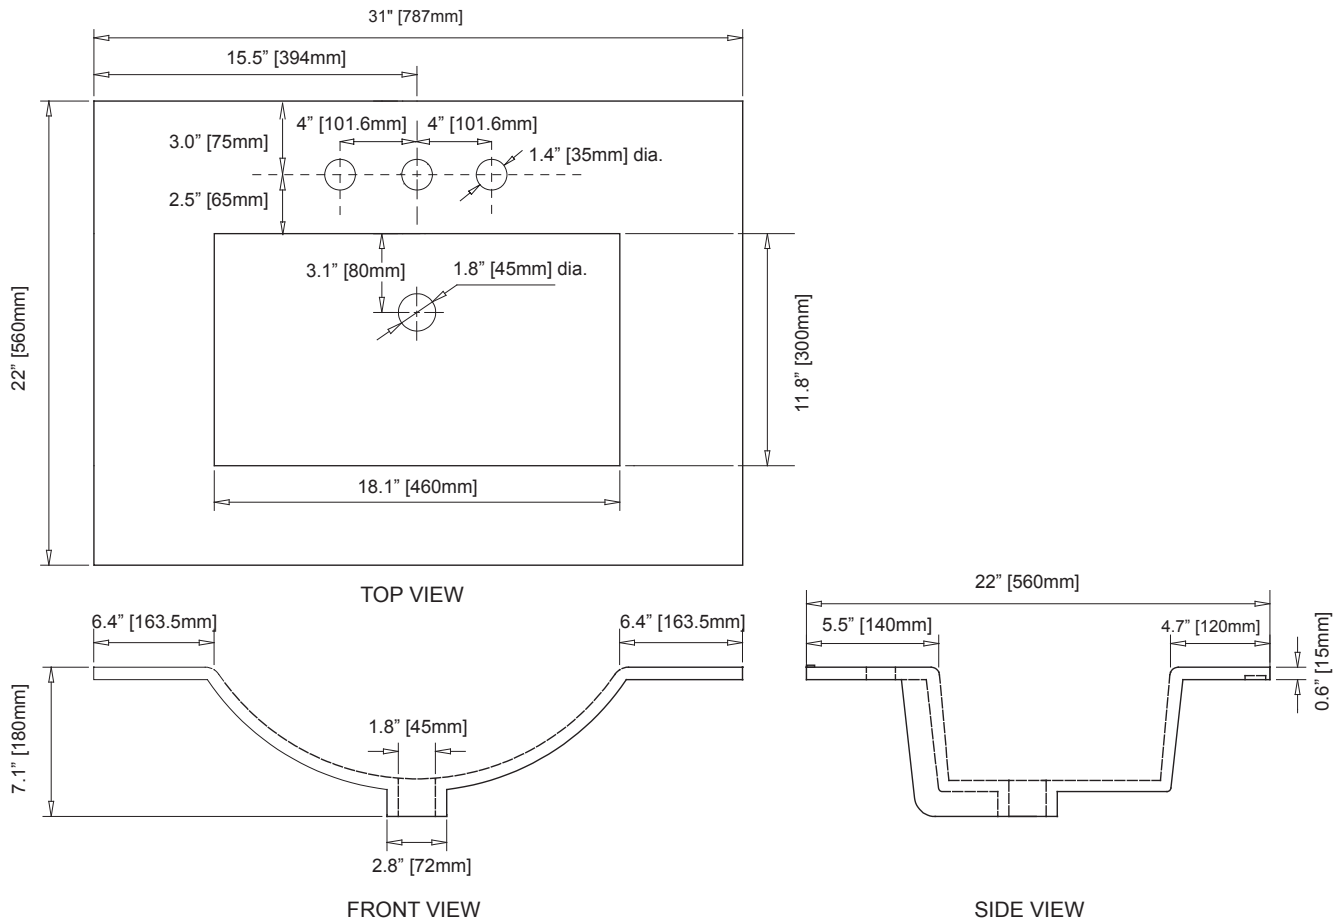 31" [787mm]
15.5” [394mm]
4” [101.6mm]
4” [101.6mm]
3.0” [75mm]
1.4” [35mm] dia.
2.5” [65mm]
3.1” [80mm]
1.8” [45mm] dia.
22” [560mm]
11.8” [300mm]
18.1” [460mm]
TOP VIEW
22” [560mm]
6.4” [163.5mm]
6.4” [163.5mm]
5.5” [140mm]
4.7” [120mm]
0.6” [15mm]
7.1” [180mm]
1.8” [45mm]
2.8” [72mm]
FRONT VIEW
SIDE VIEW